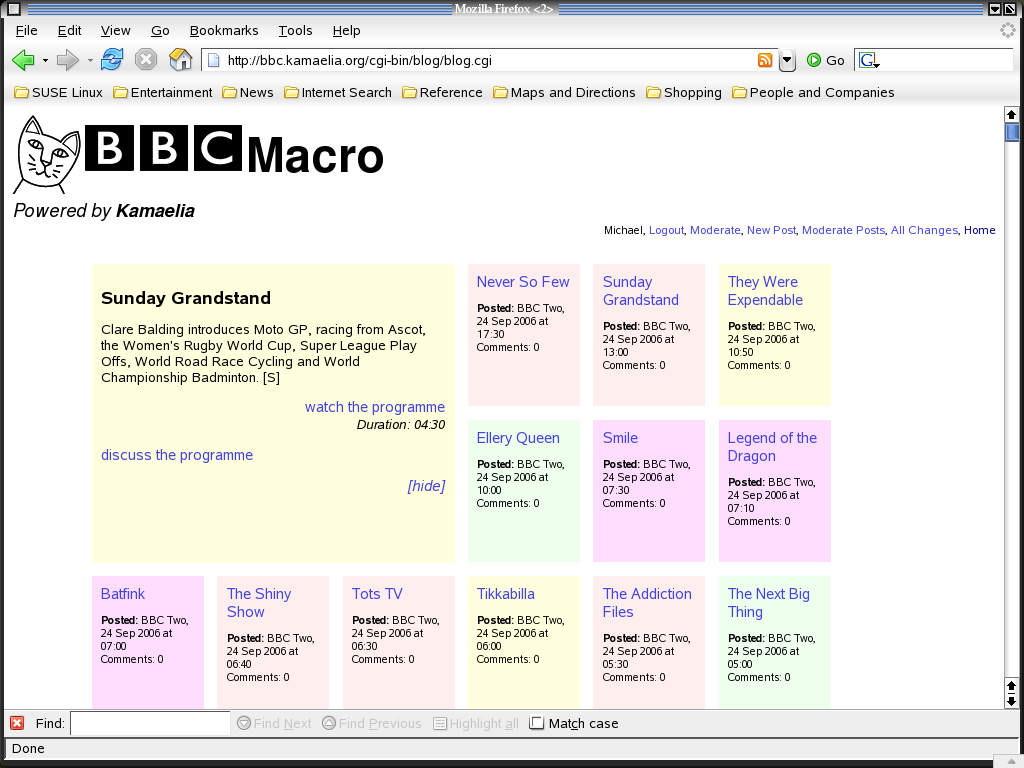 Mozilla Firefox <2>
File Edit View Go Bookmarks Tools Help
http://bbc.kamaelia.org/cgi-bin/blog/blog.cgi Go G
SUSE Linux Entertainment News Internet Search Reference Maps and Directions Shopping People and Companies
BBC Macro
Powered by Kamaelia
Michael, Logout, Moderate, New Post, Moderate Posts, All Changes, Home
Sunday Grandstand
Clare Balding introduces Moto GP, racing from Ascot,
the Women's Rugby World Cup, Super League Play
Offs, World Road Race Cycling and World
Championship Badminton. [S]
watch the programme
Duration: 04:30
discuss the programme
[hide]
Never So Few
Posted: BBC Two,
24 Sep 2006 at
17:30
Comments: 0
Sunday
Grandstand
Posted: BBC Two,
24 Sep 2006 at
13:00
Comments: 0
They Were
Expendable
Posted: BBC Two,
24 Sep 2006 at
10:50
Comments: 0
Ellery Queen
Posted: BBC Two,
24 Sep 2006 at
10:00
Comments: 0
Smile
Posted: BBC Two,
24 Sep 2006 at
07:30
Comments: 0
Legend of the
Dragon
Posted: BBC Two,
24 Sep 2006 at
07:10
Comments: 0
Batfink
Posted: BBC Two,
24 Sep 2006 at
07:00
Comments: 0
The Shiny
Show
Posted: BBC Two,
24 Sep 2006 at
06:40
Comments: 0
Tots TV
Posted: BBC Two,
24 Sep 2006 at
06:30
Comments: 0
Tikkabilla
Posted: BBC Two,
24 Sep 2006 at
06:00
Comments: 0
The Addiction
Files
Posted: BBC Two,
24 Sep 2006 at
05:30
Comments: 0
The Next Big
Thing
Posted: BBC Two,
24 Sep 2006 at
05:00
Comments: 0
Find: Find Next Find Previous Highlight all Match case
Done